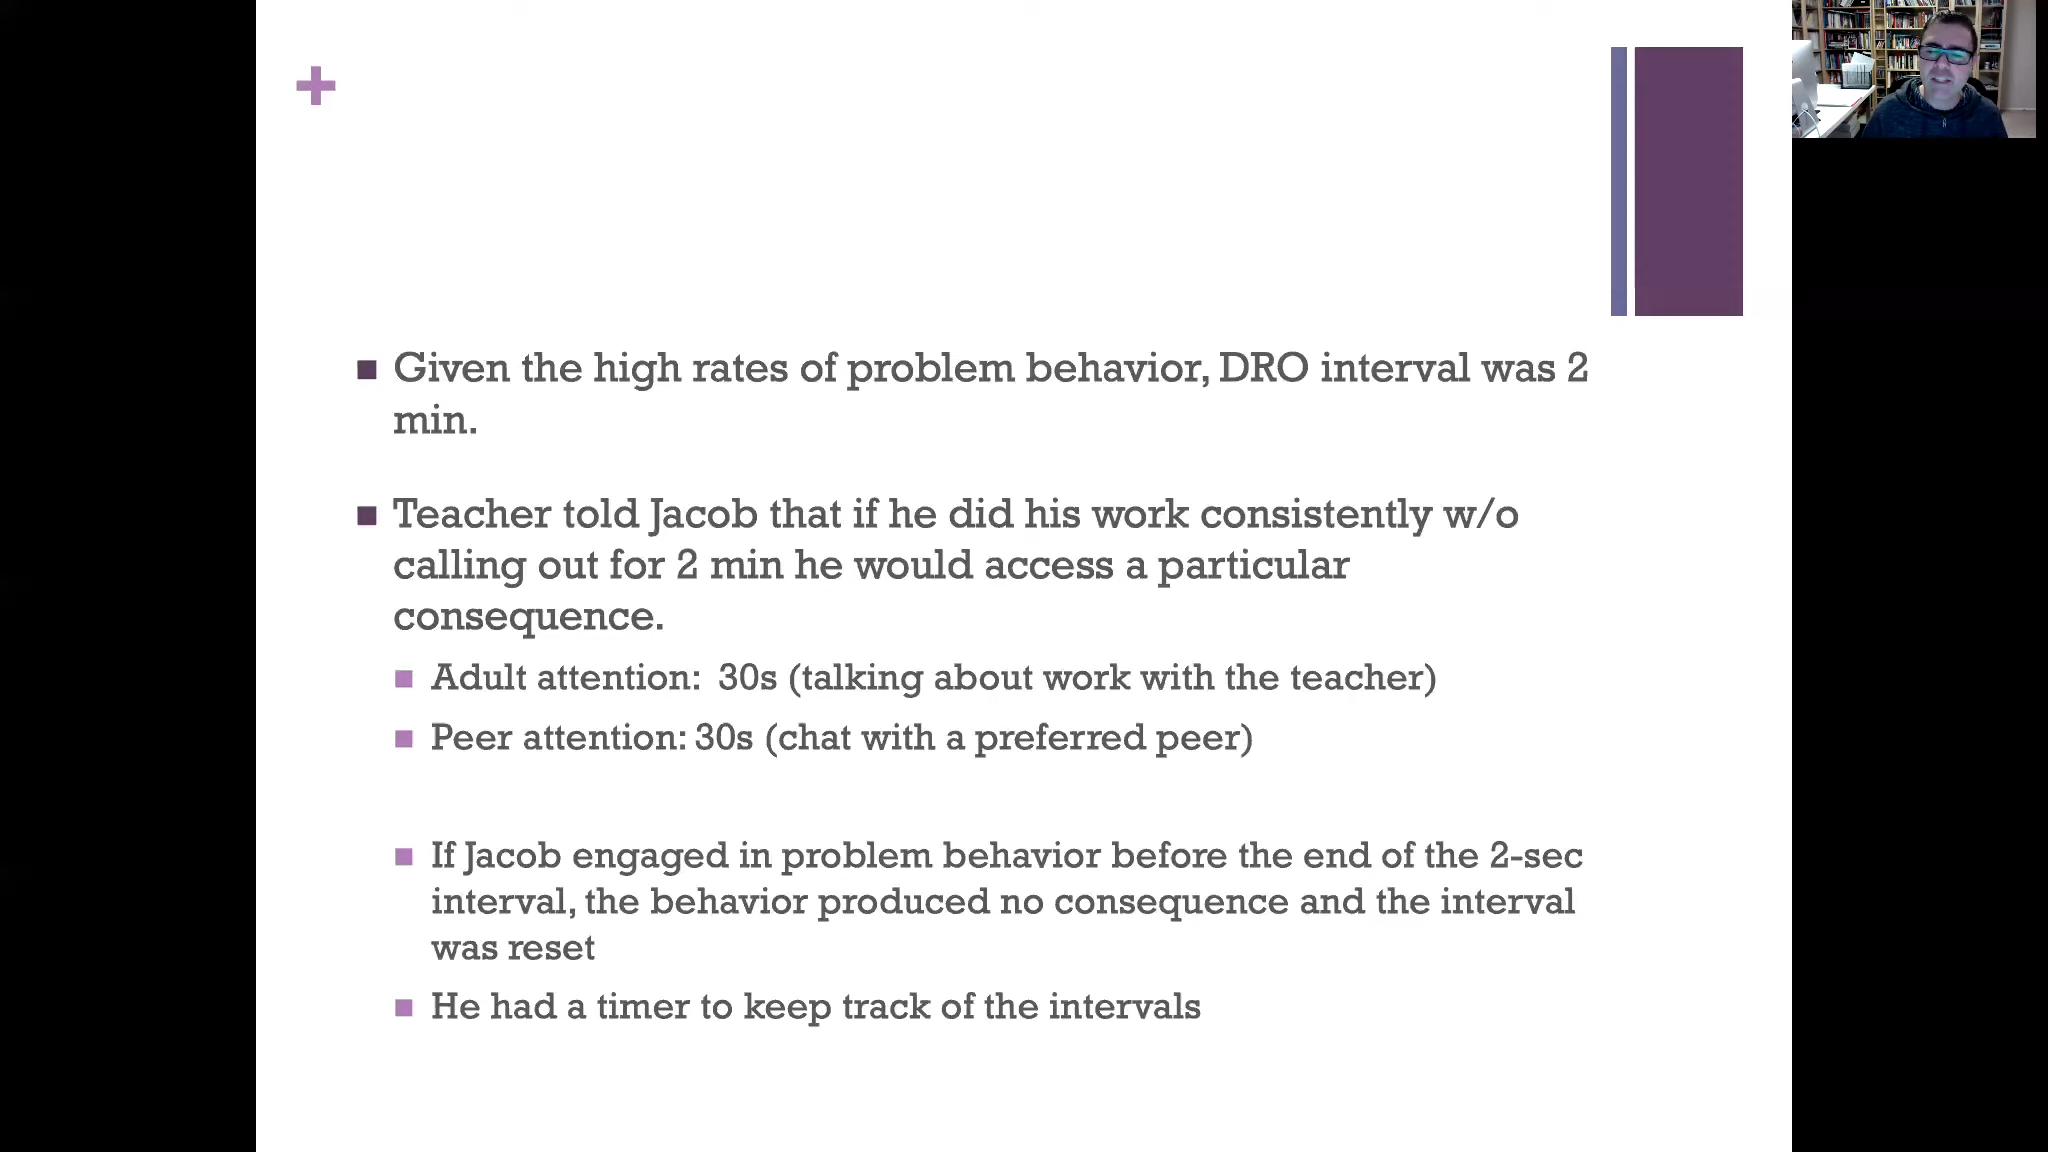 Given the high rates of problem behavior, DRO interval was 2
min.
Teacher told Jacob that if he did his work consistently w/o
calling out for 2 min he would access a particular
consequence.
Adult attention:  30s (talking about work with the teacher)
Peer attention: 30s (chat with a preferred peer)
If Jacob engaged in problem behavior before the end of the 2-sec
interval, the behavior produced no consequence and the interval
was reset
He had a timer to keep track of the intervals